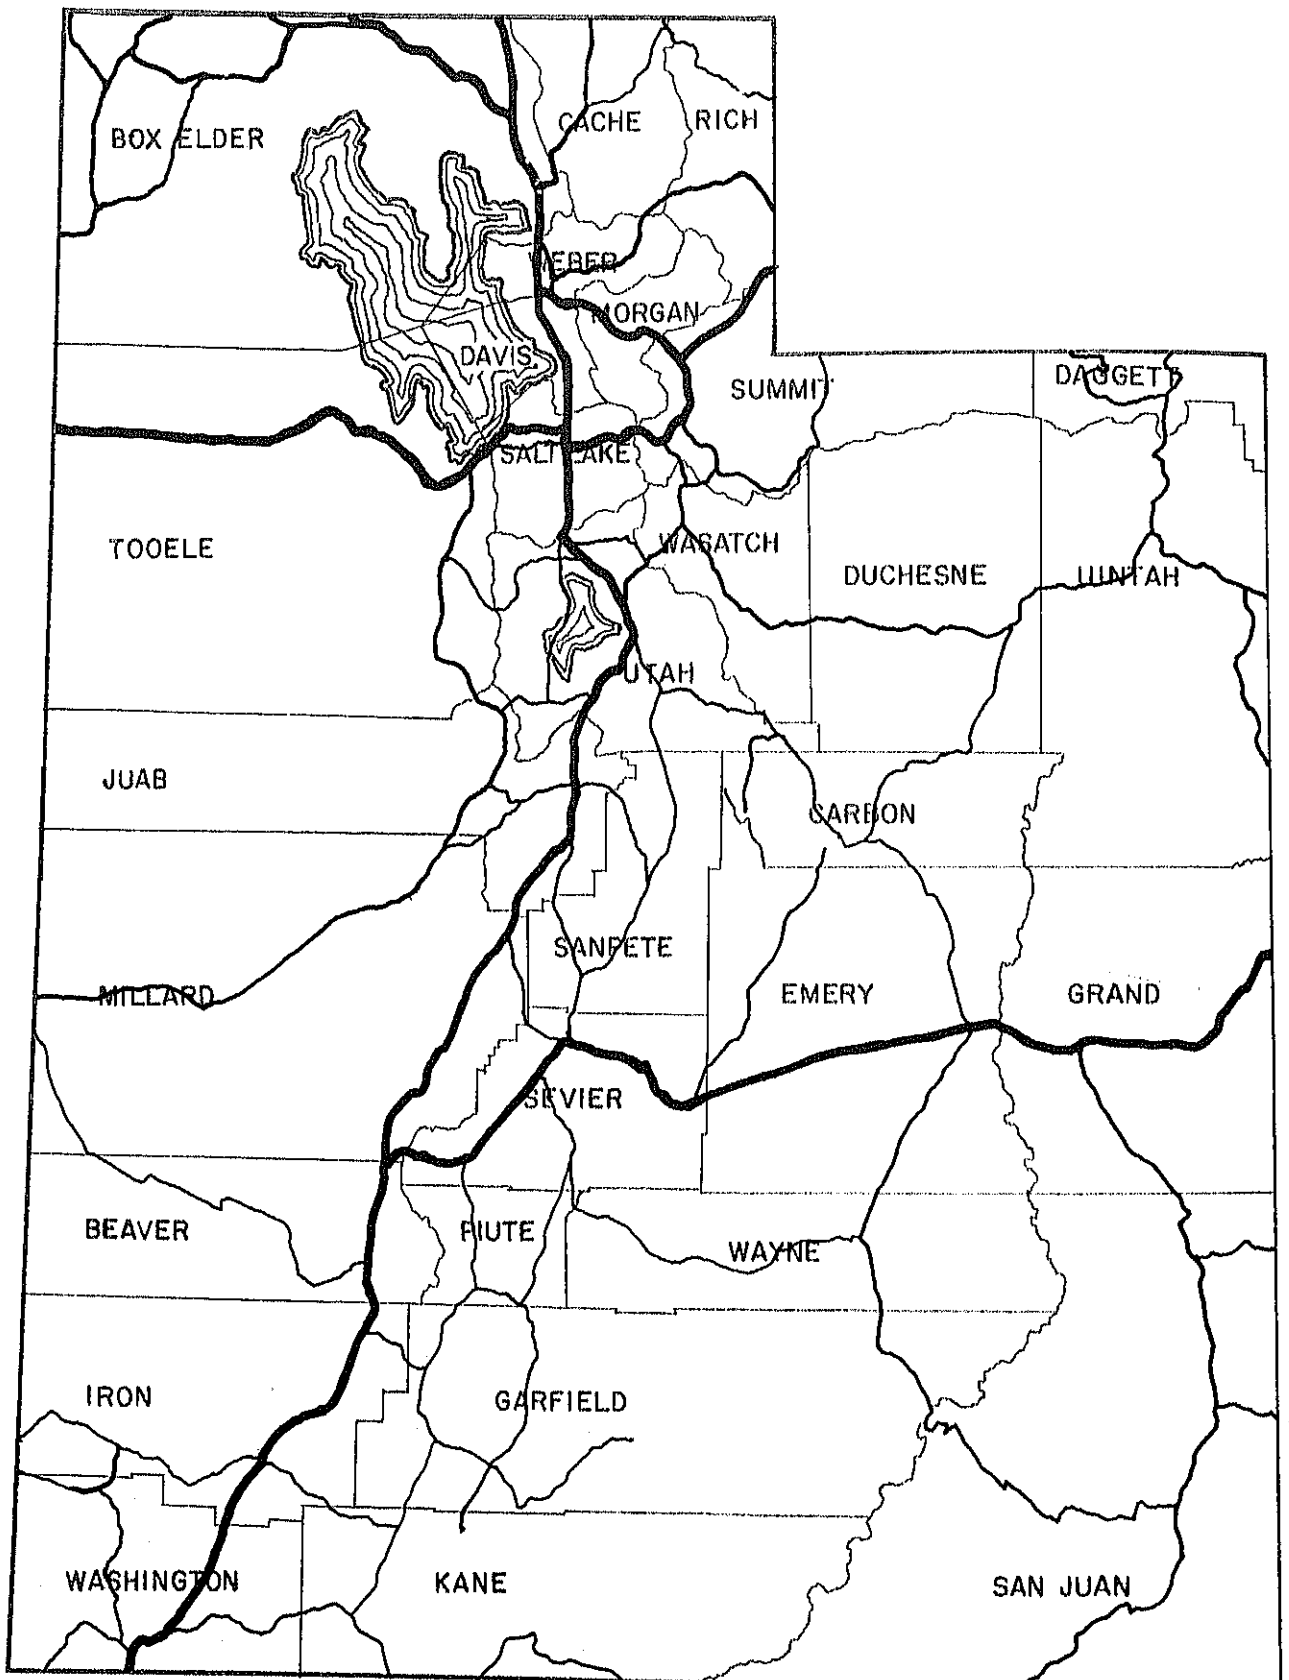 BOX ELDER
CACHE
RICH
WEBER
MORGAN
DAVIS
SUMMIT
DAGGETT
SALT LAKE
TOOELE
WASATCH
DUCHESNE
UINTAH
UTAH
JUAB
CARBON
SANPETE
MILLARD
EMERY
GRAND
SEVIER
BEAVER
PIUTE
WAYNE
IRON
GARFIELD
WASHINGTON
KANE
SAN JUAN